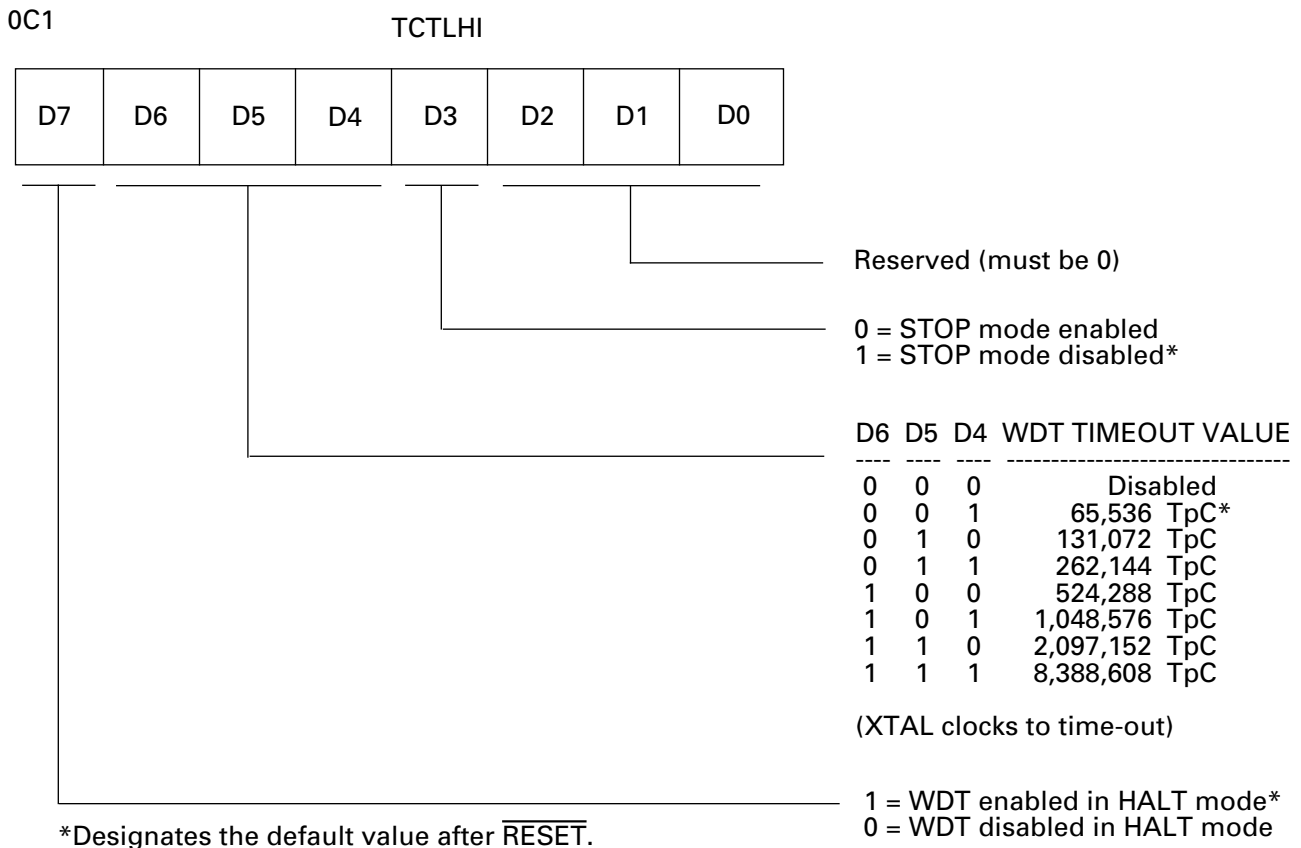 0C1
TCTLHI
D7 D6 D5 D4 D3 D2 D1 D0
Reserved (must be 0)
0 = STOP mode enabled
1 = STOP mode disabled*
D6 D5 D4 WDT TIMEOUT VALUE
---- ---- ---- --------------------------------
0 0 0 Disabled
0 0 1 65,536 TpC*
0 1 0 131,072 TpC
0 1 1 262,144 TpC
1 0 0 524,288 TpC
1 0 1 1,048,576 TpC
1 1 0 2,097,152 TpC
1 1 1 8,388,608 TpC
(XTAL clocks to time-out)
1 = WDT enabled in HALT mode*
0 = WDT disabled in HALT mode
*Designates the default value after R̅E̅S̅E̅T̅.